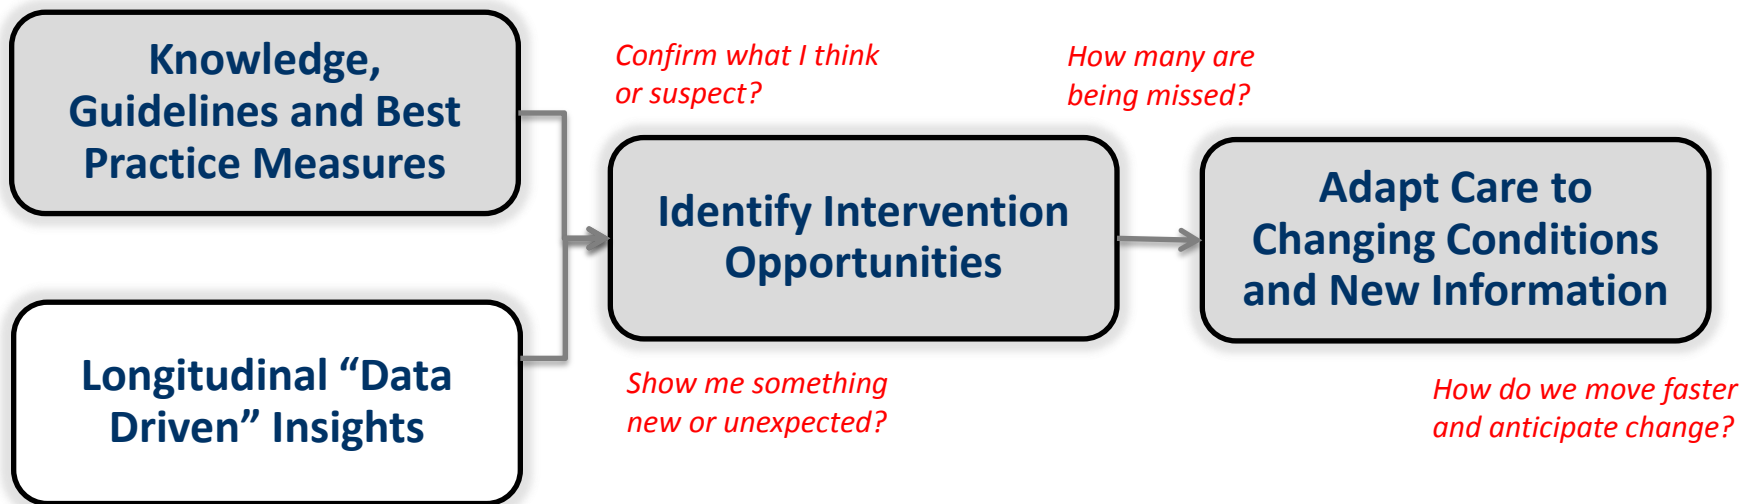 Knowledge,
Guidelines and Best
Practice Measures
Confirm what I think
or suspect?
How many are
being missed?
Identify Intervention
Opportunities
Adapt Care to
Changing Conditions
and New Information
Longitudinal “Data
Driven” Insights
Show me something
new or unexpected?
How do we move faster
and anticipate change?